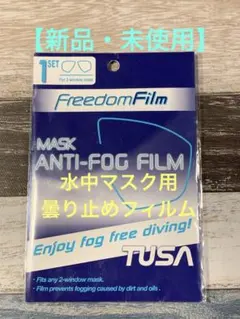 【新品・未使用】
1 SET
For 2-window mask
FreedomFilm
MASK
ANTI-FOG FILM
水中マスク用
曇り止めフィルム
Enjoy fog free diving!
TUSA
・Fits any 2-window mask.
・Film prevents fogging caused by dirt and oils.